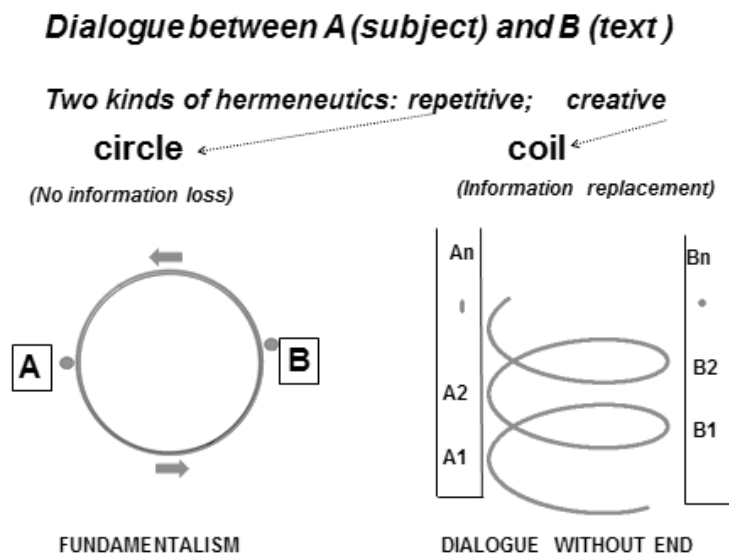 Dialogue between A (subject) and B (text )
Two kinds of hermeneutics: repetitive; creative
circle
coil
(No information loss)
(Information replacement)
An
Bn
A
B
B2
A2
B1
A1
FUNDAMENTALISM
DIALOGUE WITHOUT END